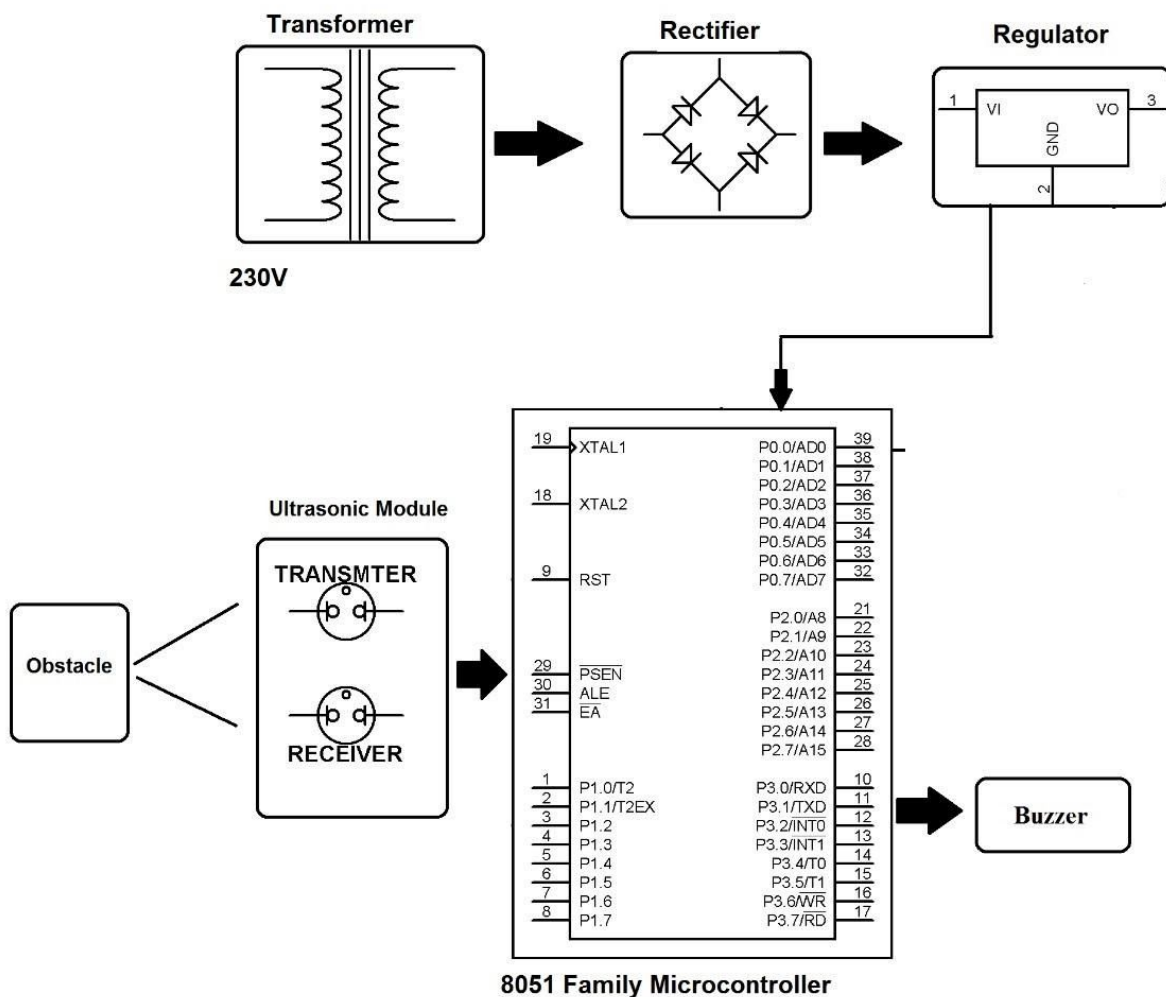 Transformer
Rectifier
Regulator
1
VI
VO
3
GND
2
230V
Ultrasonic Module
TRANSMTER
RECEIVER
Obstacle
19
XTAL1
18
XTAL2
9
RST
29
PSEN
30
ALE
31
EA
1
P1.0/T2
2
P1.1/T2EX
3
P1.2
4
P1.3
5
P1.4
6
P1.5
7
P1.6
8
P1.7
P0.0/AD0
39
P0.1/AD1
38
P0.2/AD2
37
P0.3/AD3
36
P0.4/AD4
35
P0.5/AD5
34
P0.6/AD6
33
P0.7/AD7
32
P2.0/A8
21
P2.1/A9
22
P2.2/A10
23
P2.3/A11
24
P2.4/A12
25
P2.5/A13
26
P2.6/A14
27
P2.7/A15
28
P3.0/RXD
10
P3.1/TXD
11
P3.2/INT0
12
P3.3/INT1
13
P3.4/T0
14
P3.5/T1
15
P3.6/WR
16
P3.7/RD
17
Buzzer
8051 Family Microcontroller